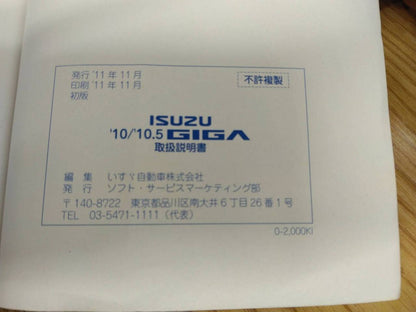 発行 '11 年 11 月
印刷 '11 年 11 月
初版
不許複製
ISUZU
'10/'10.5 GIGA
取扱説明書
編 集 いすゞ自動車株式会社
発 行 ソフト・サービスマーケティング部
〒140-8722 東京都品川区南大井6丁目26番1号
TEL 03-5471-1111（代表）
0-2,000KI